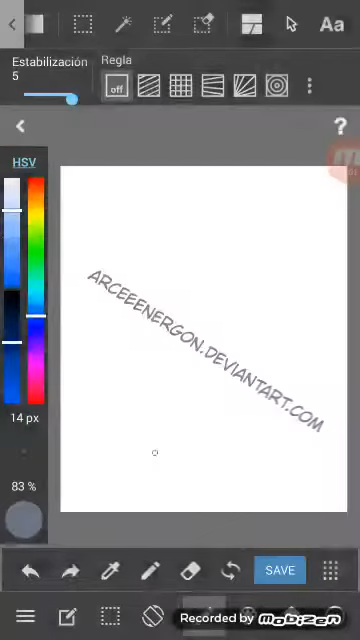 Aa
Estabilización
5
Regla
off
?
HSV
ARCEEENERGON.DEVIANTART.COM
14 px
83 %
SAVE
Recorded by MOBIZEN